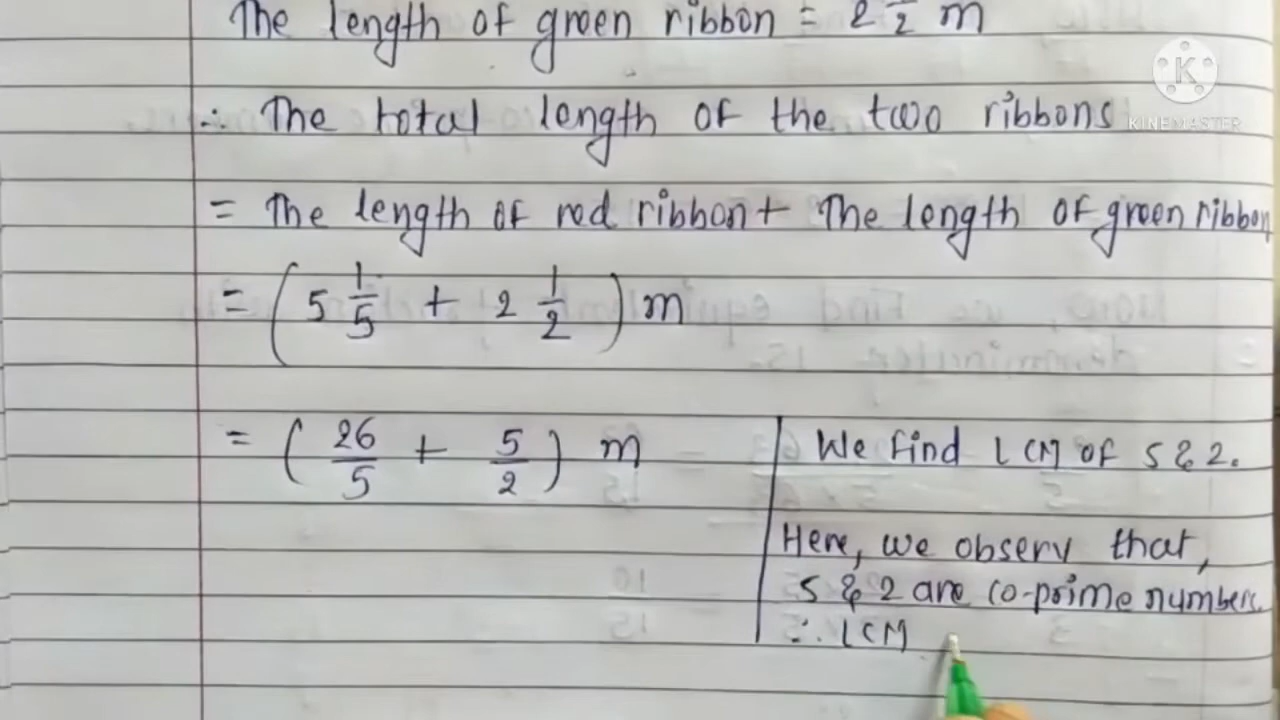 The length of green ribbon = 2 1/2 m
∴ The total length of the two ribbons
KINEMASTER
= The length of red ribbon + The length of green ribbon
= ( 5 1/5 + 2 1/2 ) m
= ( 26/5 + 5/2 ) m
We find LCM of 5 & 2.
Here, we observe that,
5 & 2 are co-prime numbers
∴ LCM